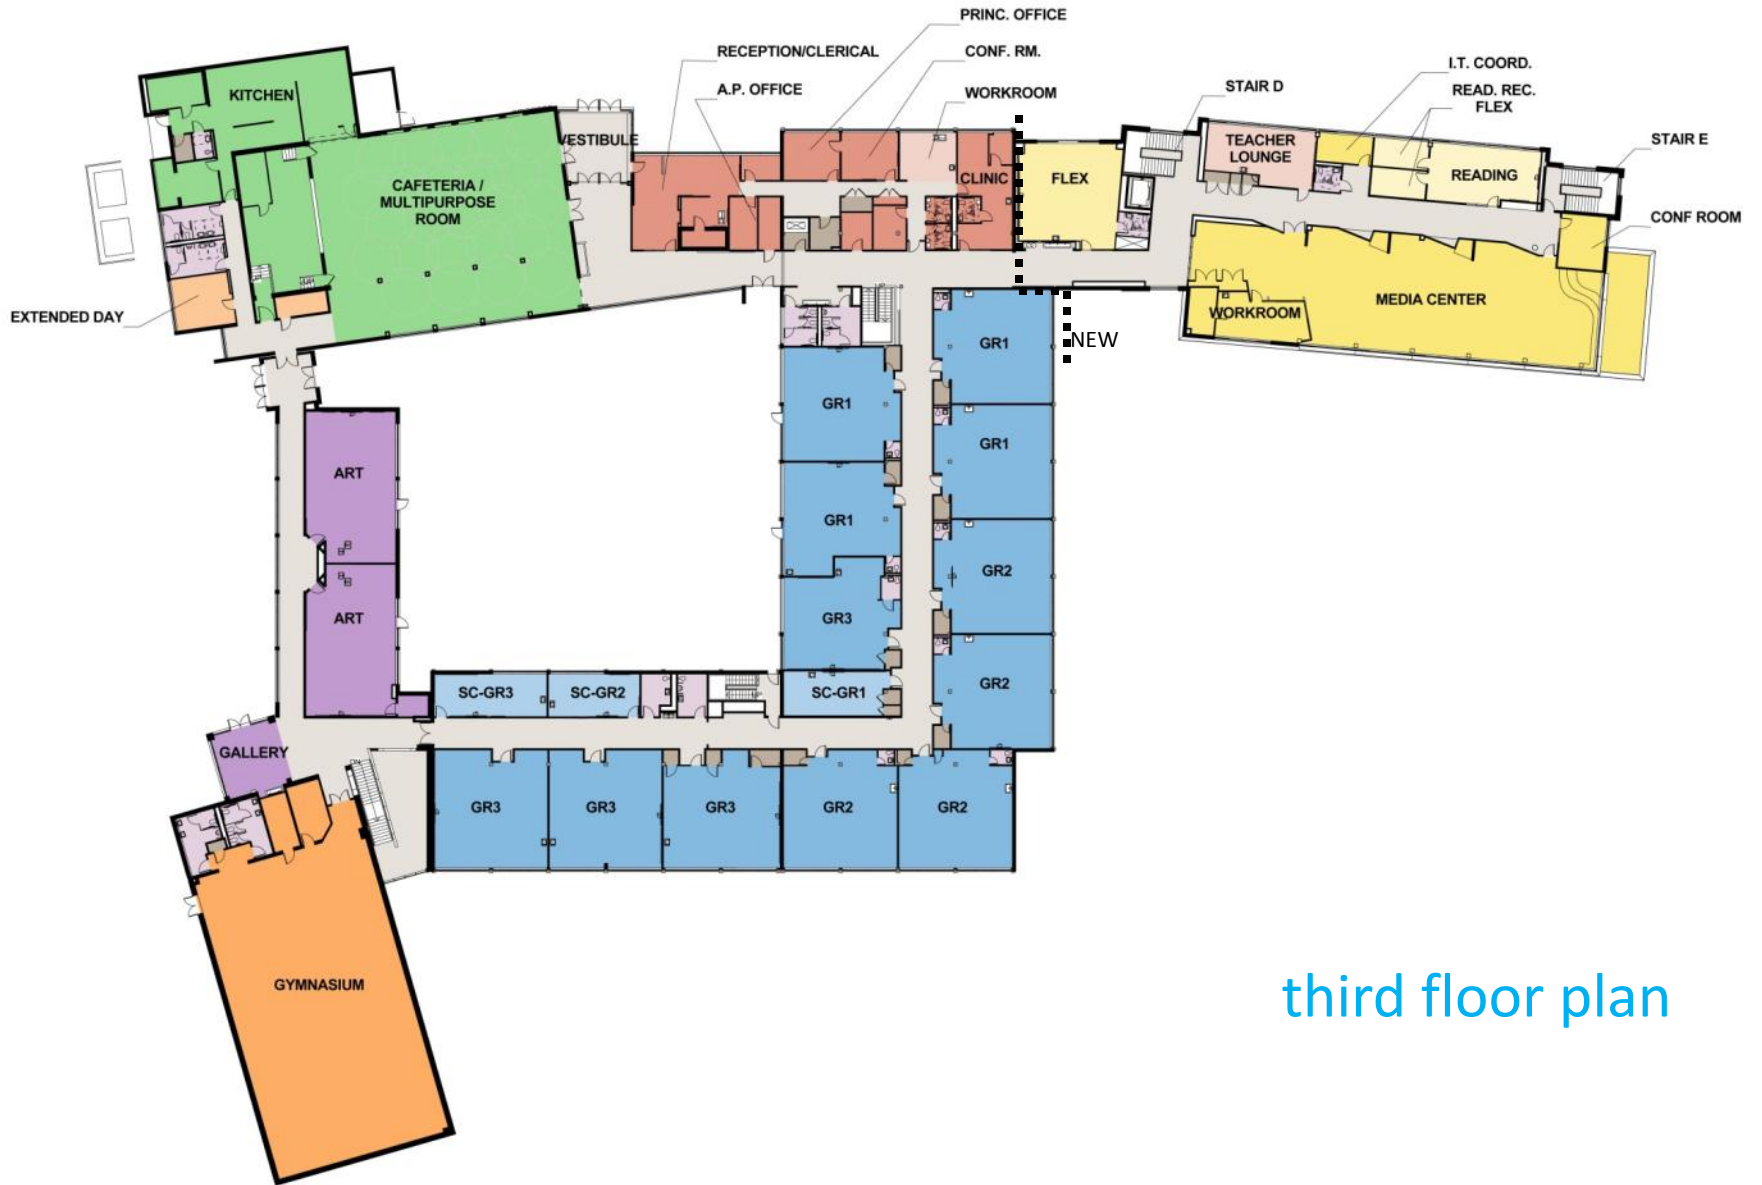 PRINC. OFFICE
RECEPTION/CLERICAL
CONF. RM.
I.T. COORD.
A.P. OFFICE
WORKROOM
STAIR D
READ. REC.
FLEX
KITCHEN
VESTIBULE
TEACHER
LOUNGE
STAIR E
CAFETERIA /
MULTIPURPOSE
ROOM
CLINIC
FLEX
READING
CONF ROOM
EXTENDED DAY
MEDIA CENTER
WORKROOM
NEW
GR1
GR1
GR1
ART
GR1
GR2
ART
GR3
GR2
SC-GR3
SC-GR2
SC-GR1
GALLERY
GR3
GR3
GR3
GR2
GR2
GYMNASIUM
third floor plan